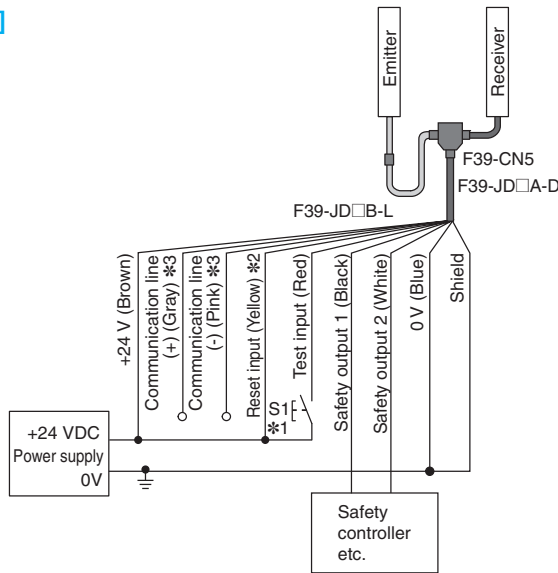 ]
Emitter
Receiver
F39-CN5
F39-JD□A-D
F39-JD□B-L
+24 V (Brown)
Communication line
(+) (Gray) *3
Communication line
(-) (Pink) *3
Reset input (Yellow) *2
Test input (Red)
Safety output 1 (Black)
Safety output 2 (White)
0 V (Blue)
Shield
S1
*1
+24 VDC
Power supply
0V
Safety
controller
etc.